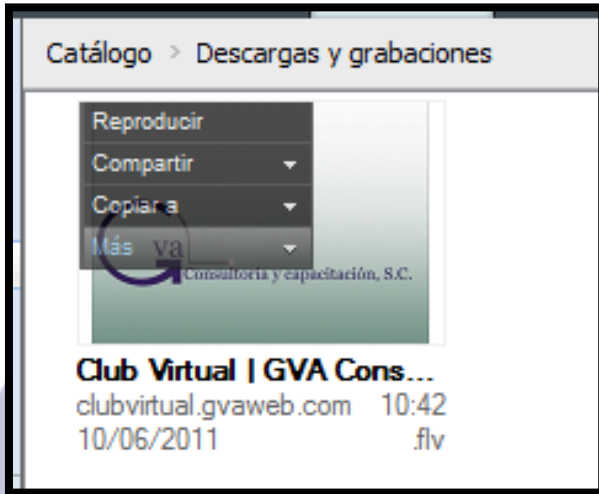 Catálogo > Descargas y grabaciones
Reproducir
Compartir
Copiar a
Más
va
Consultoría y capacitación, S.C.
Club Virtual | GVA Cons...
clubvirtual.gvaweb.com 10:42
10/06/2011 .flv